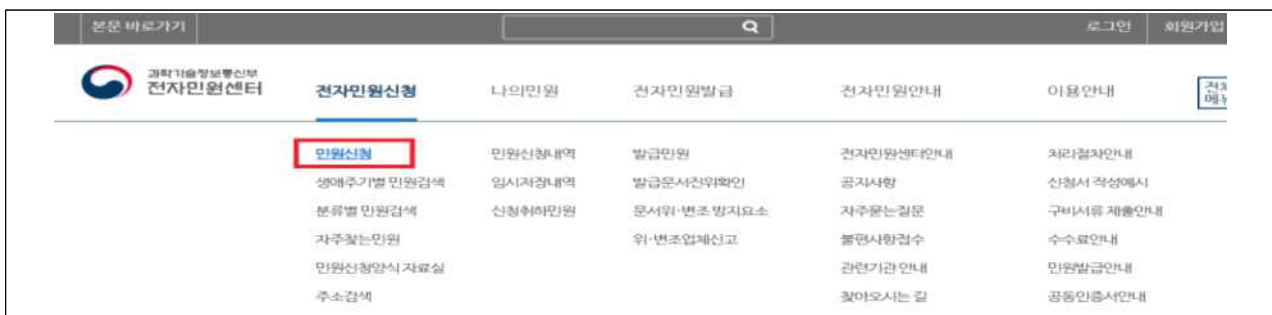 본문 바로가기 로그인 회원가입
과학기술정보통신부
전자민원센터 전자민원신청 나의민원 전자민원발급 전자민원안내 이용안내 전체
메뉴
민원신청 민원신청내역 발급민원 전자민원센터안내 처리절차안내
생애주기별 민원검색 임시저장내역 발급문서진위확인 공지사항 신청서 작성예시
분류별 민원검색 신청취하민원 문서위·변조 방지요소 자주묻는질문 구비서류 제출안내
자주찾는민원 위·변조업체신고 불편사항접수 수수료안내
민원신청양식 자료실 관련기관 안내 민원발급안내
주소검색 찾아오시는 길 공동인증서안내